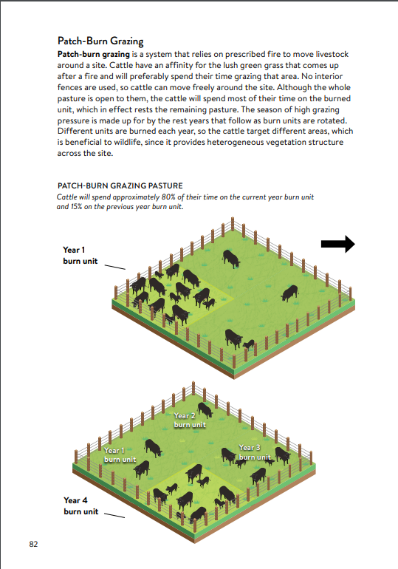 Patch-Burn Grazing
Patch-burn grazing is a system that relies on prescribed fire to move livestock
around a site. Cattle have an affinity for the lush green grass that comes up
after a fire and will preferably spend their time grazing that area. No interior
fences are used, so cattle can move freely around the site. Although the whole
pasture is open to them, the cattle will spend most of their time on the burned
unit, which in effect rests the remaining pasture. The season of high grazing
pressure is made up for by the rest years that follow as burn units are rotated.
Different units are burned each year, so the cattle target different areas, which
is beneficial to wildlife, since it provides heterogeneous vegetation structure
across the site.
PATCH-BURN GRAZING PASTURE
Cattle will spend approximately 80% of their time on the current year burn unit
and 15% on the previous year burn unit.
Year 1
burn unit
Year 2
burn unit
Year 1
burn unit
Year 3
burn unit
Year 4
burn unit
82